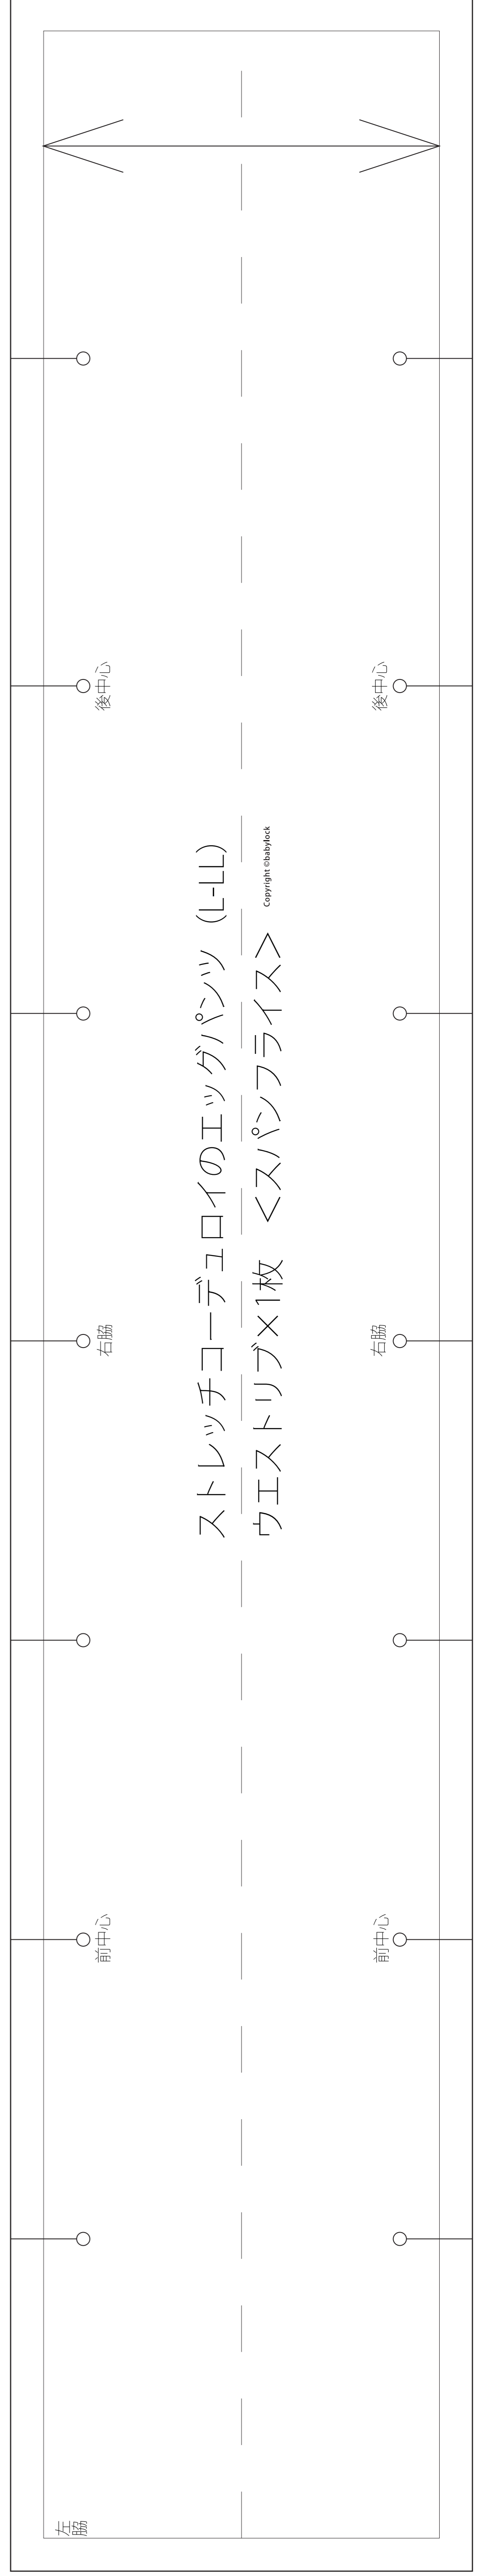 ストレッチコーデュロイのエッグパンツ (L-LL)
ウエストリブ×1枚 <スパンフライス> Copyright ©babylock
後中心
後中心
右脇
右脇
前中心
前中心
左脇